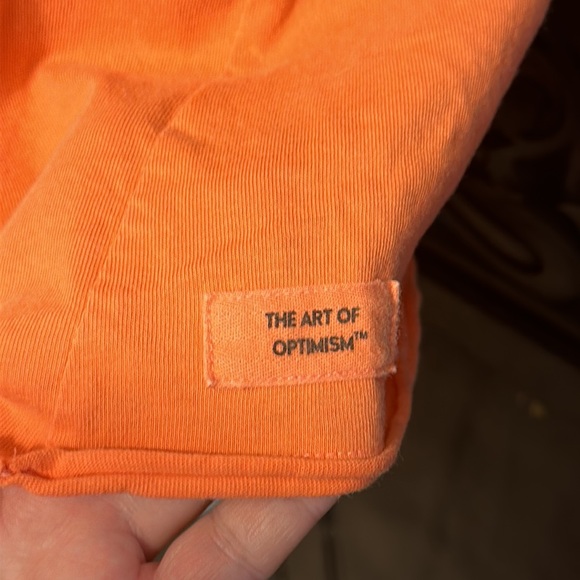 THE ART OF
OPTIMISM™